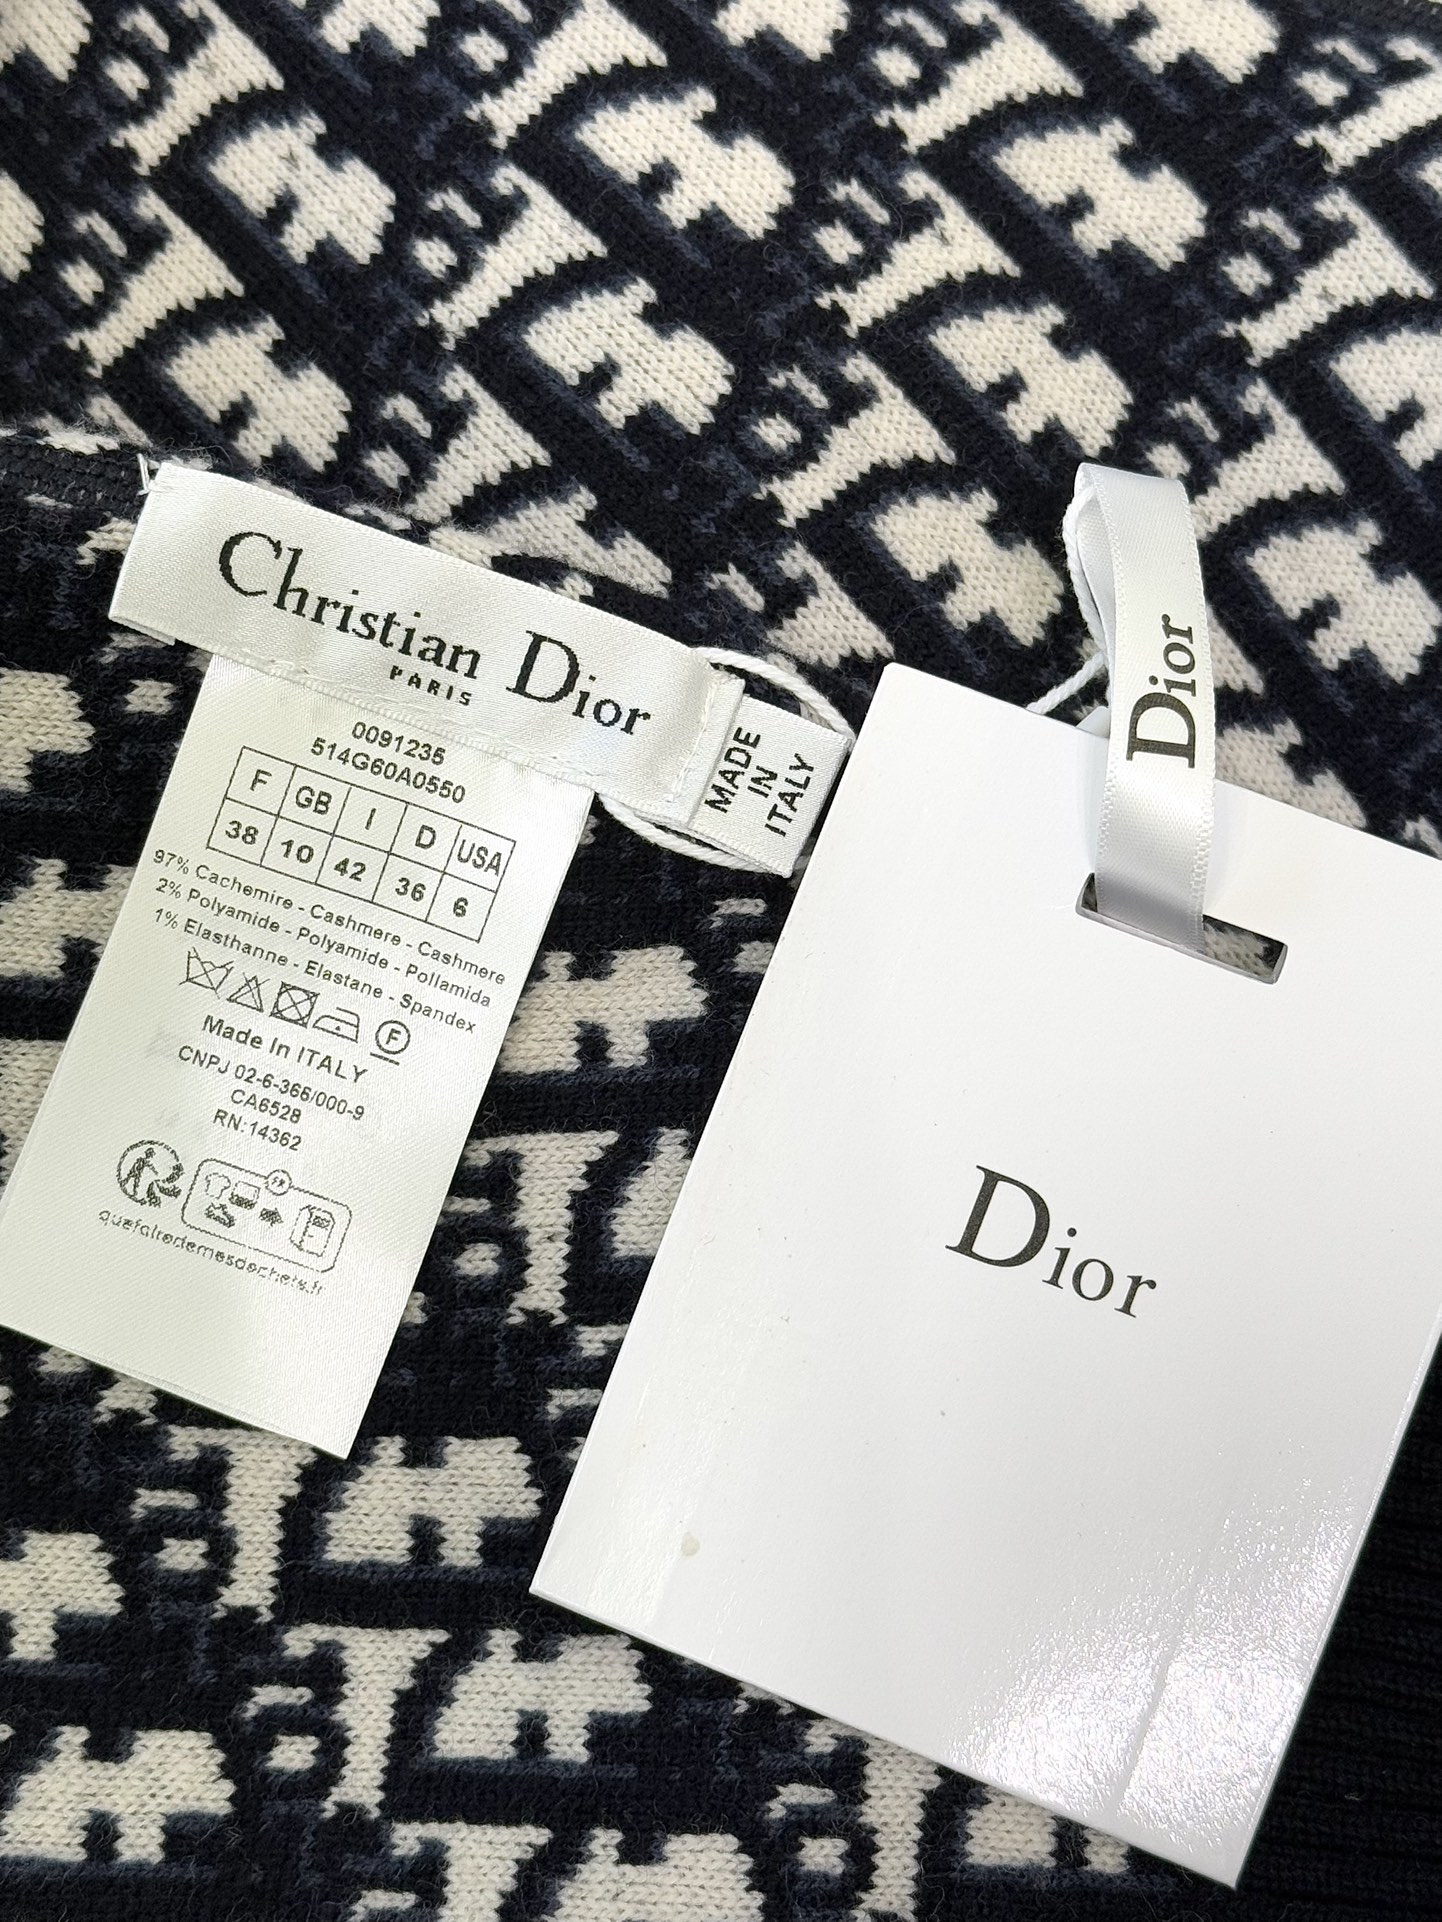 Christian Dior
PARIS
MADE
IN
ITALY
0091235
514G60A0550
F GB I D USA
38 10 42 36 6
97% Cachemire - Cashmere - Cashmere
2% Polyamide - Polyamide - Pollamida
1% Elasthanne - Elastane - Spandex
F
Made In ITALY
CNPJ 02-6-366/000-9
CA6528
RN:14362
FR
quefairedemesdechets.fr
Dior
Dior